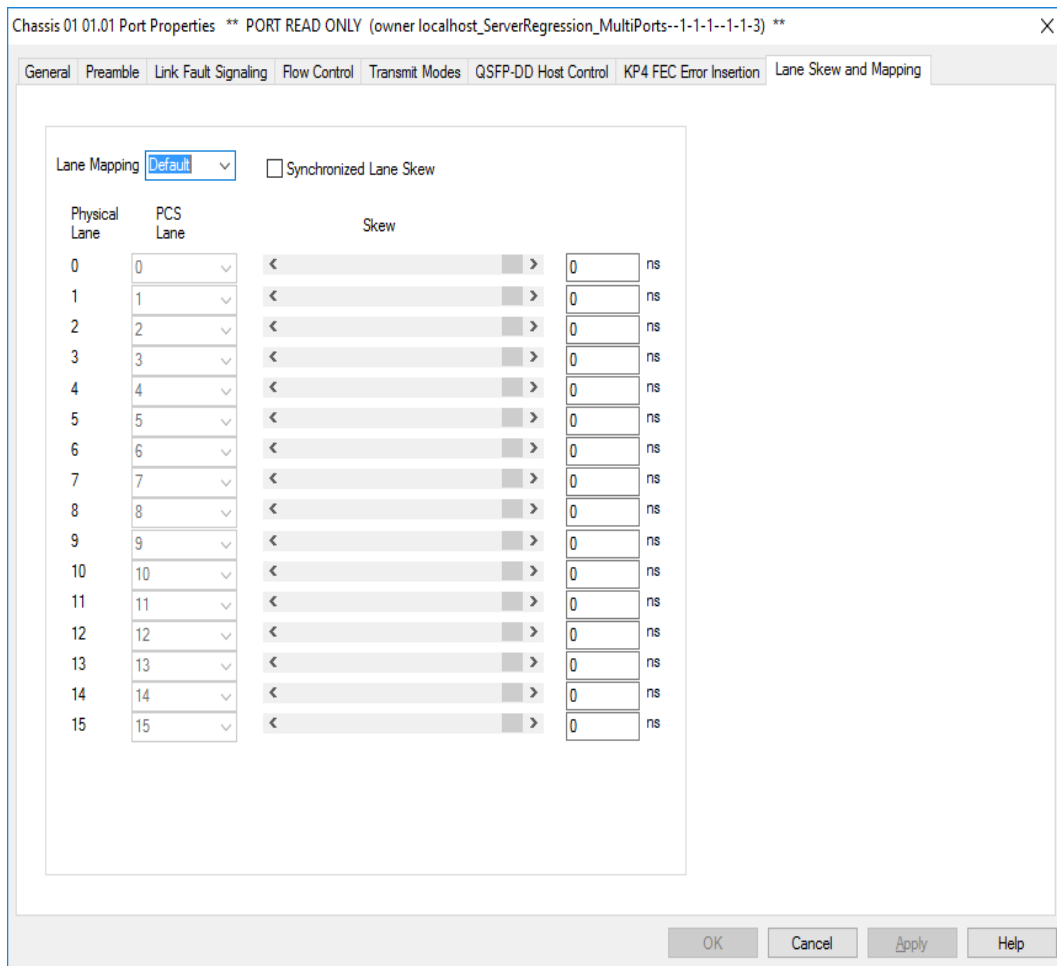 Chassis 01 01.01 Port Properties ** PORT READ ONLY (owner localhost_ServerRegression_MultiPorts--1-1-1--1-1-3) **
General Preamble Link Fault Signaling Flow Control Transmit Modes QSFP-DD Host Control KP4 FEC Error Insertion Lane Skew and Mapping
Lane Mapping Default Synchronized Lane Skew
Physical Lane PCS Lane Skew
0 0 0 ns
1 1 0 ns
2 2 0 ns
3 3 0 ns
4 4 0 ns
5 5 0 ns
6 6 0 ns
7 7 0 ns
8 8 0 ns
9 9 0 ns
10 10 0 ns
11 11 0 ns
12 12 0 ns
13 13 0 ns
14 14 0 ns
15 15 0 ns
OK Cancel Apply Help